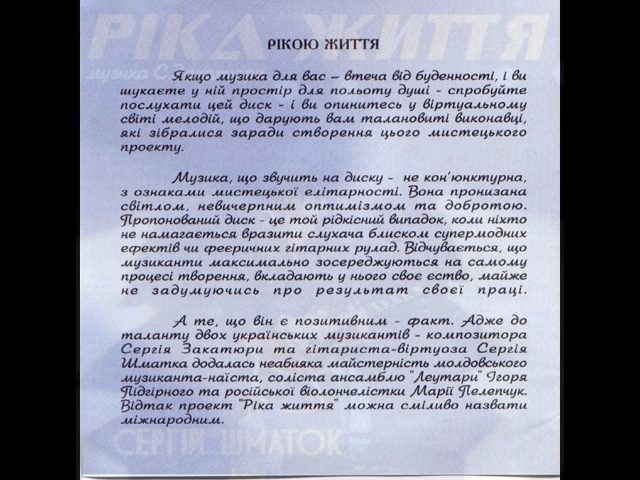 РІКА ЖИТТЯ
РІКОЮ ЖИТТЯ
музика С
Якщо музика для вас – втеча від буденності, і ви
шукаєте у ній простір для польоту душі - спробуйте
послухати цей диск - і ви опинитесь у віртуальному
світі мелодій, що дарують вам талановиті виконавці,
які зібралися заради створення цього мистецького
проекту.
Музика, що звучить на диску - не кон'юнктурна,
з ознаками мистецької елітарності. Вона пронизана
світлом, невичерпним оптимізмом та добротою.
Пропонований диск - це той рідкісний випадок, коли ніхто
не намагається вразити слухача блиском супермодних
ефектів чи феєричних гітарних рулад. Відчувається, що
музиканти максимально зосереджуються на самому
процесі творення, вкладають у нього своє єство, майже
не задумуючись про результат своєї праці.
А те, що він є позитивним - факт. Адже до
таланту двох українських музикантів - композитора
Сергія Закатюри та гітариста-віртуоза Сергія
Шматка додалась неабияка майстерність молдовського
музиканта-наїста, соліста ансамблю "Леутари" Ігоря
Підгірного та російської віолончелістки Марії Пелепчук.
Відтак проект "Ріка життя" можна сміливо назвати
міжнародним.
СЕРГІЙ ШМАТОК